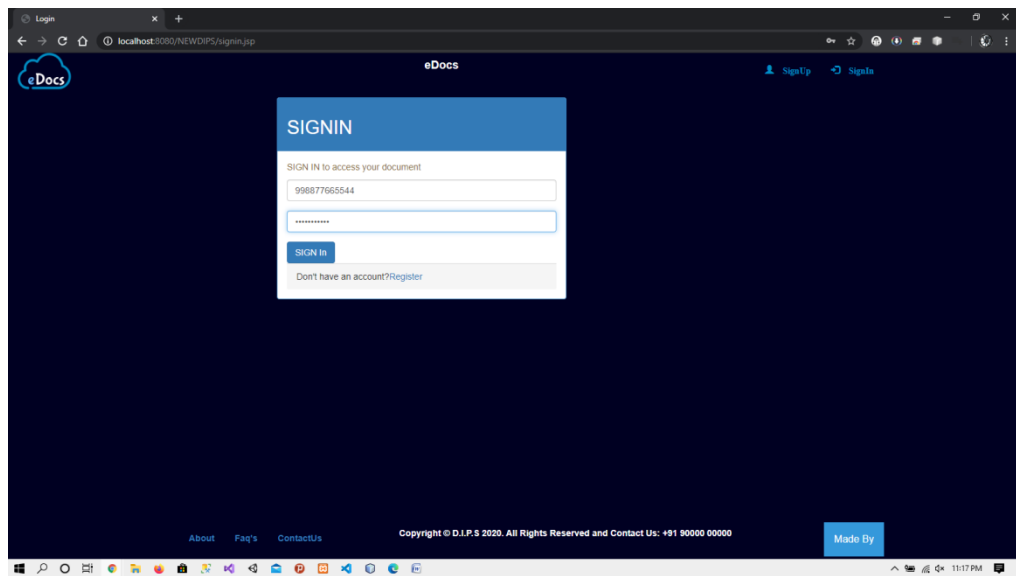 Login
localhost:8080/NEWDIPS/signin.jsp
eDocs
eDocs
SignUp
SignIn
SIGNIN
SIGN IN to access your document
998877665544
•••••••••••
SIGN In
Don't have an account?Register
About Faq's ContactUs
Copyright © D.I.P.S 2020. All Rights Reserved and Contact Us: +91 90000 00000
Made By
11:17 PM